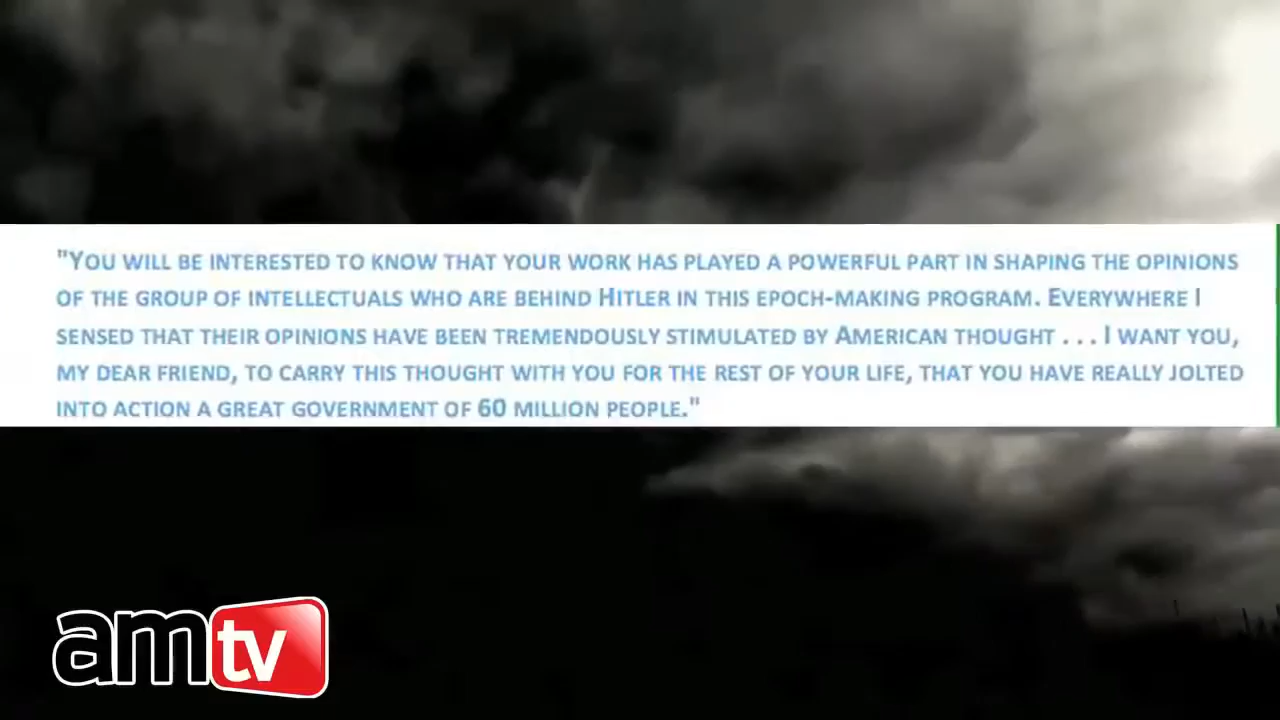 "You will be interested to know that your work has played a powerful part in shaping the opinions
of the group of intellectuals who are behind Hitler in this epoch-making program. Everywhere I
sensed that their opinions have been tremendously stimulated by American thought . . . I want you,
my dear friend, to carry this thought with you for the rest of your life, that you have really jolted
into action a great government of 60 million people."
amtv